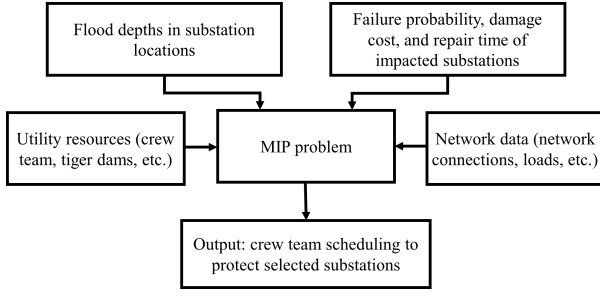 Flood depths in substation
locations
Failure probability, damage
cost, and repair time of
impacted substations
Utility resources (crew
team, tiger dams, etc.)
MIP problem
Network data (network
connections, loads, etc.)
Output: crew team scheduling to
protect selected substations